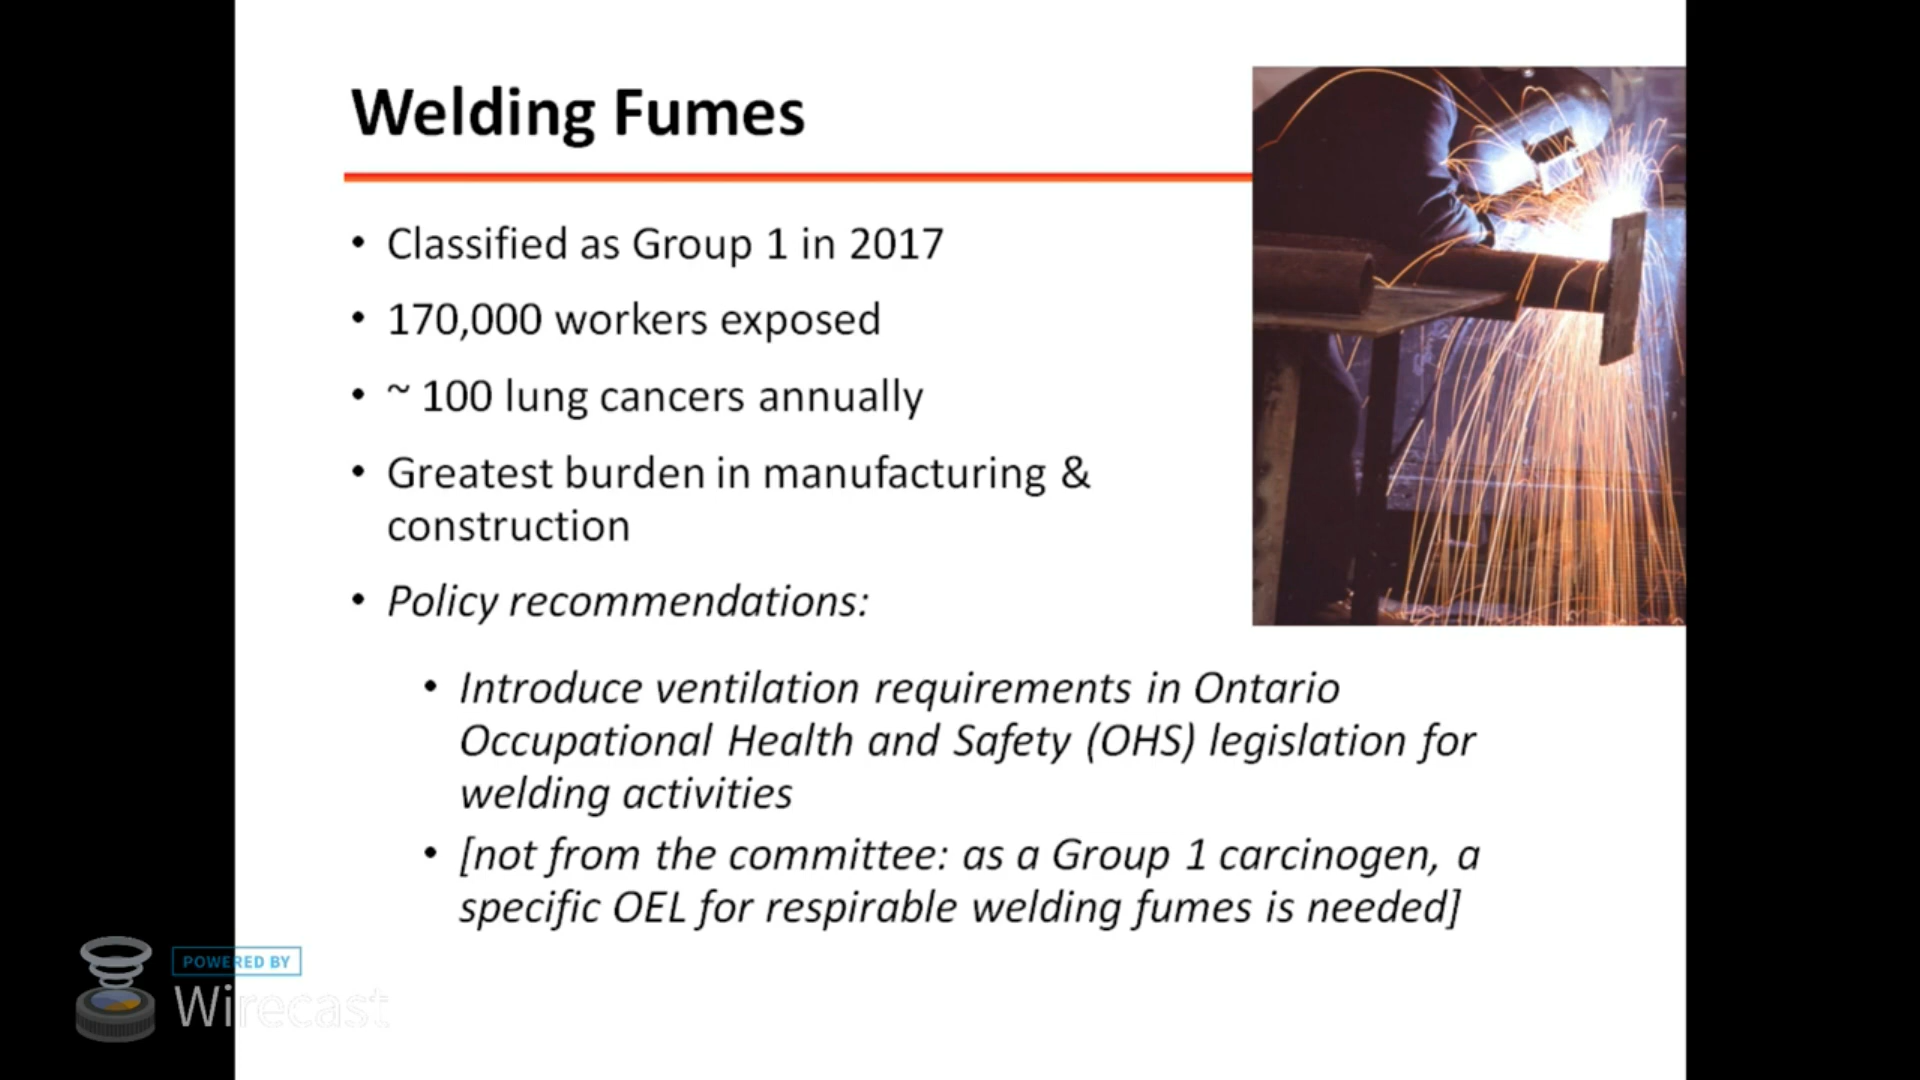 Welding Fumes
• Classified as Group 1 in 2017
• 170,000 workers exposed
• ~ 100 lung cancers annually
• Greatest burden in manufacturing &
construction
• Policy recommendations:
• Introduce ventilation requirements in Ontario
Occupational Health and Safety (OHS) legislation for
welding activities
• [not from the committee: as a Group 1 carcinogen, a
specific OEL for respirable welding fumes is needed]
POWERED BY
Wirecast